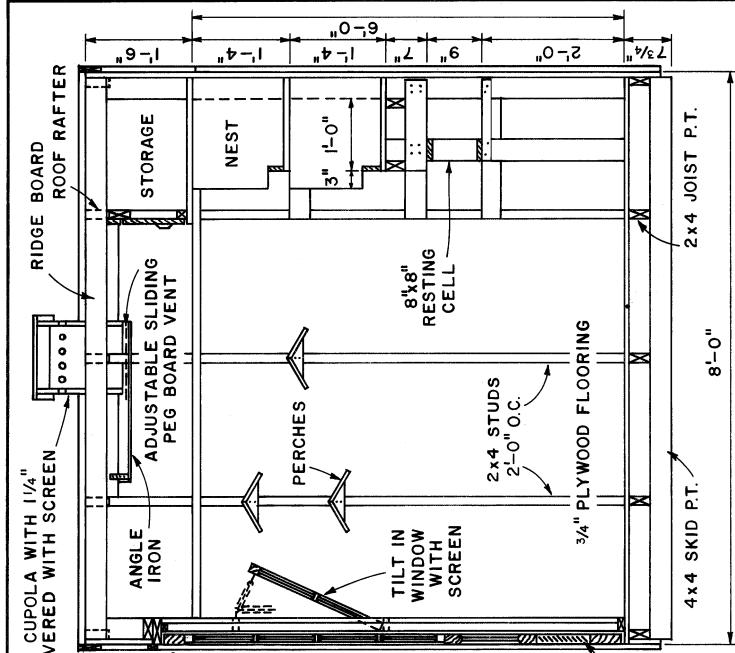 CUPOLA WITH 1 1/4"
VERED WITH SCREEN
RIDGE BOARD
ROOF RAFTER
ANGLE
IRON
ADJUSTABLE SLIDING
PEG BOARD VENT
STORAGE
NEST
3" 1'-0"
PERCHES
8"x8"
RESTING
CELL
TILT IN
WINDOW
WITH
SCREEN
2x4 STUDS
2'-0" O.C.
3/4" PLYWOOD FLOORING
4x4 SKID P.T.
2x4 JOIST P.T.
8'-0"
6'-0"
1'-6"
1'-4"
1'-4"
7"
9"
2'-0"
7 3/4"